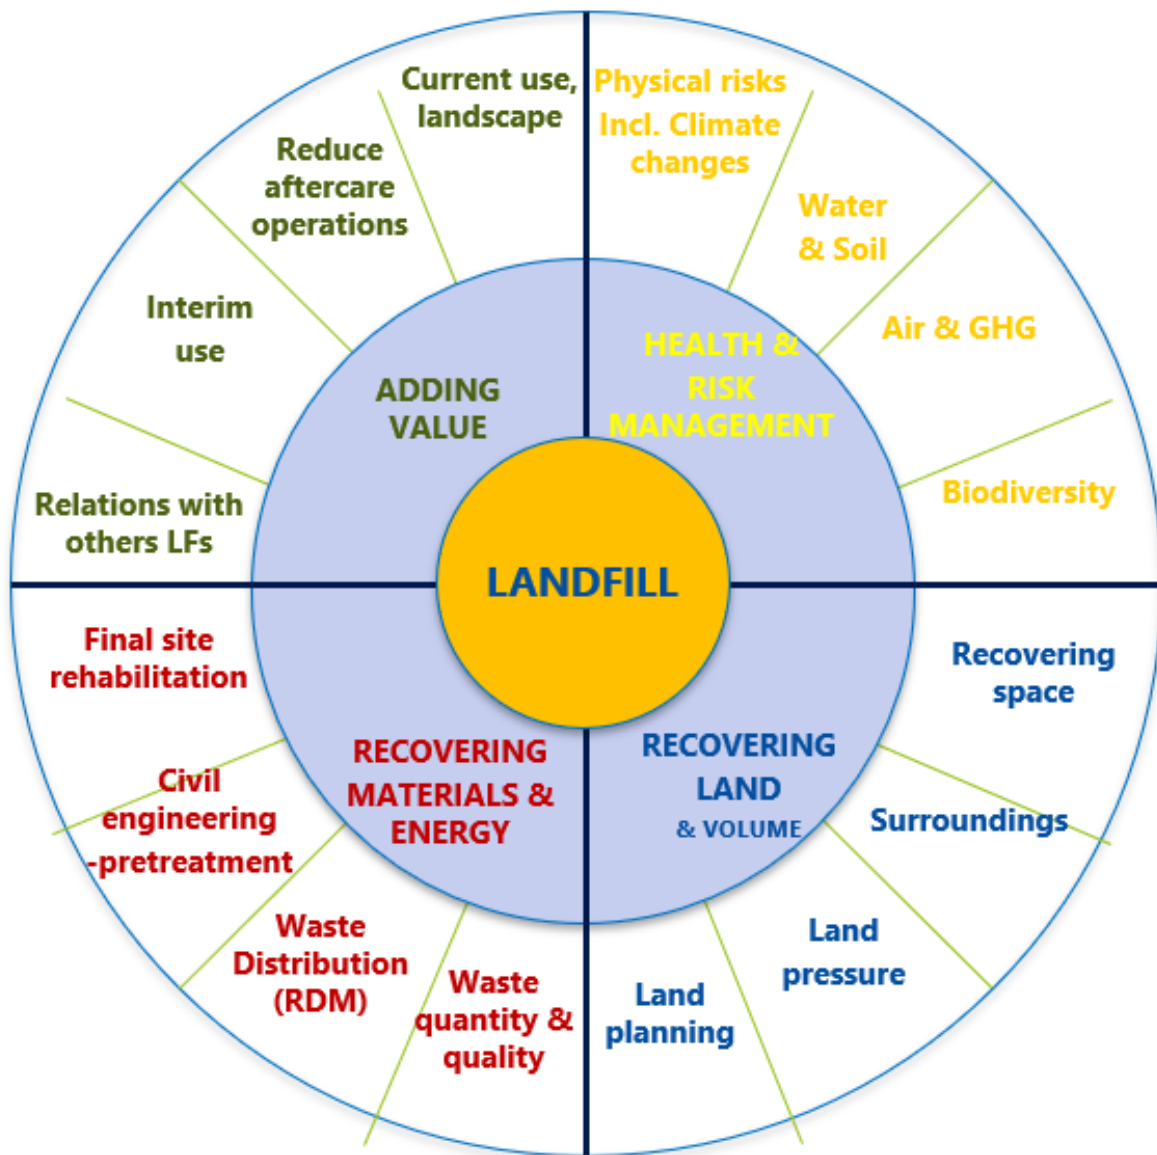 Current use,
landscape
Reduce
aftercare
operations
Interim
use
Relations with
others LFs
ADDING
VALUE
Physical risks
Incl. Climate
changes
Water
& Soil
Air & GHG
Biodiversity
HEALTH &
RISK
MANAGEMENT
LANDFILL
Final site
rehabilitation
Civil
engineering
-pretreatment
Waste
Distribution
(RDM)
Waste
quantity &
quality
RECOVERING
MATERIALS &
ENERGY
RECOVERING
LAND
& VOLUME
Recovering
space
Surroundings
Land
pressure
Land
planning